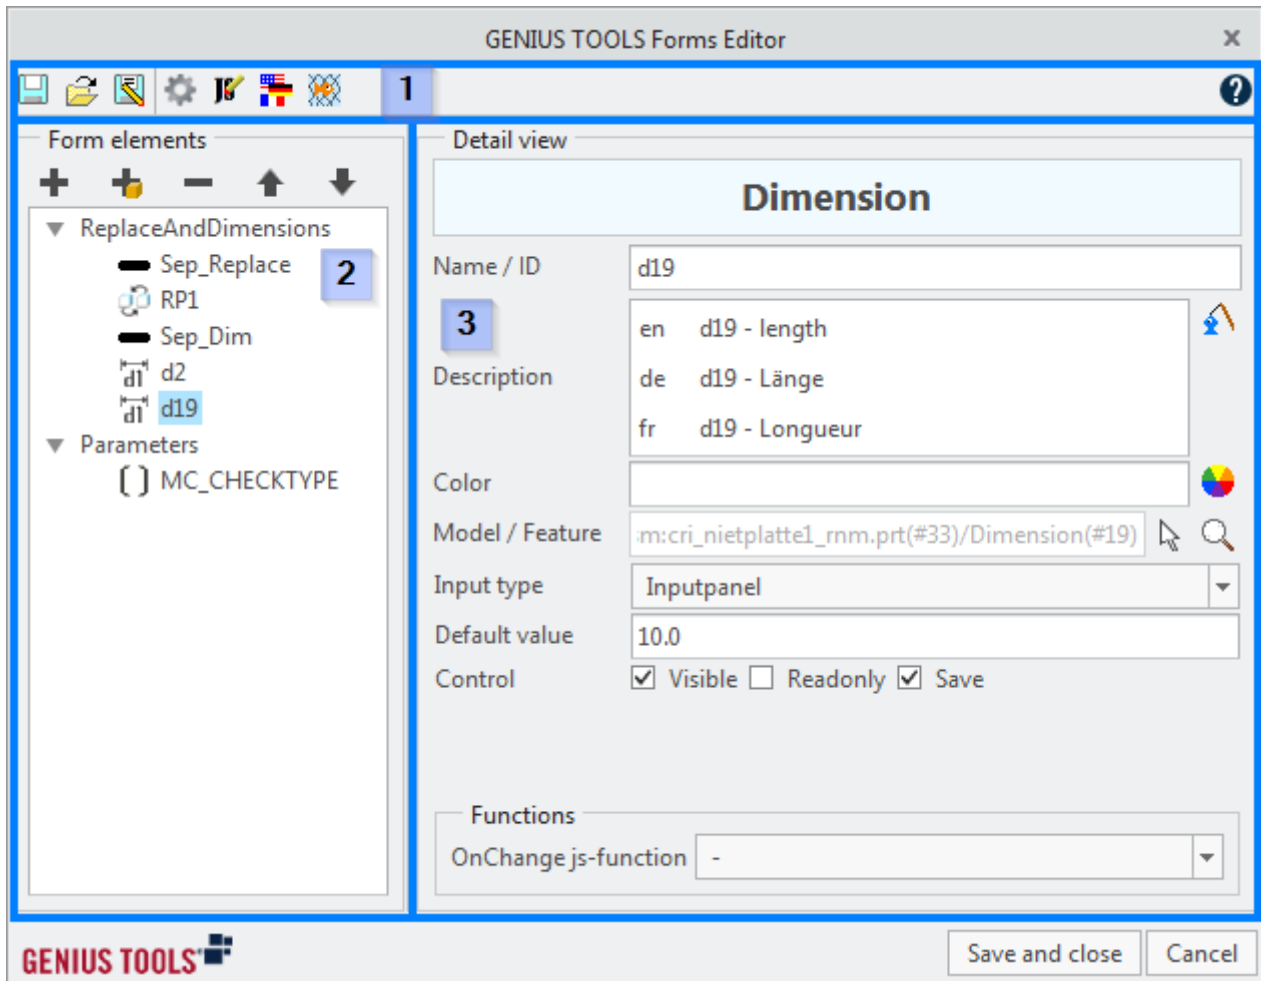 GENIUS TOOLS Forms Editor
1
Form elements
ReplaceAndDimensions
Sep_Replace
2
RP1
Sep_Dim
d1 d2
d1 d19
Parameters
MC_CHECKTYPE
Detail view
Dimension
Name / ID d19
3
Description
en d19 - length
de d19 - Länge
fr d19 - Longueur
Color
Model / Feature :m:cri_nietplatte1_rnm.prt(#33)/Dimension(#19)
Input type Inputpanel
Default value 10.0
Control Visible Readonly Save
Functions
OnChange js-function -
GENIUS TOOLS
Save and close Cancel